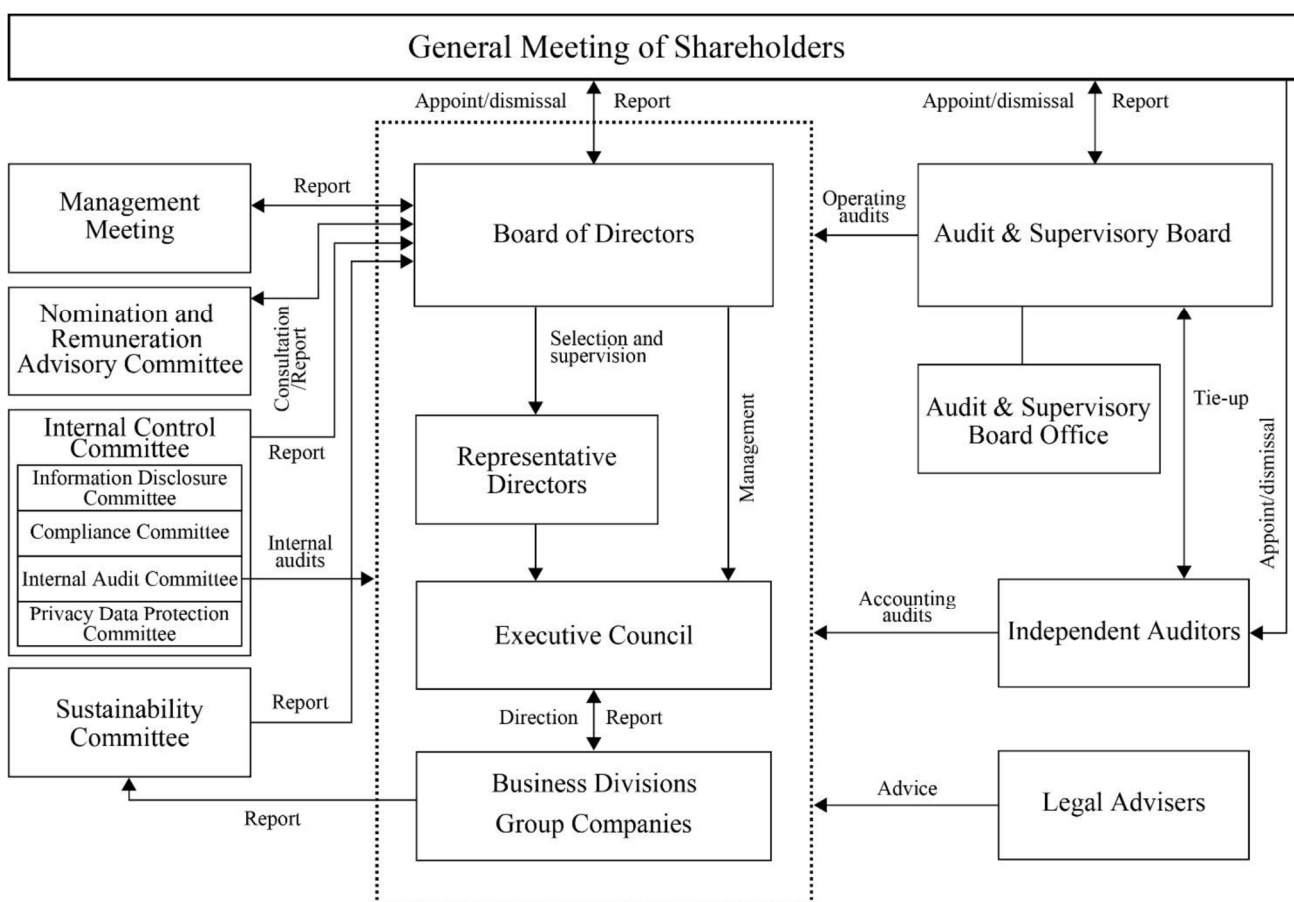 General Meeting of Shareholders
Appoint/dismissal
Report
Appoint/dismissal
Report
Management
Meeting
Report
Board of Directors
Operating
audits
Audit & Supervisory Board
Nomination and
Remuneration
Advisory Committee
Consultation
/Report
Selection and
supervision
Management
Audit & Supervisory
Board Office
Tie-up
Appoint/dismissal
Internal Control
Committee
Report
Information Disclosure
Committee
Compliance Committee
Internal Audit Committee
Privacy Data Protection
Committee
Internal
audits
Representative
Directors
Executive Council
Accounting
audits
Independent Auditors
Sustainability
Committee
Report
Direction
Report
Business Divisions
Group Companies
Report
Advice
Legal Advisers